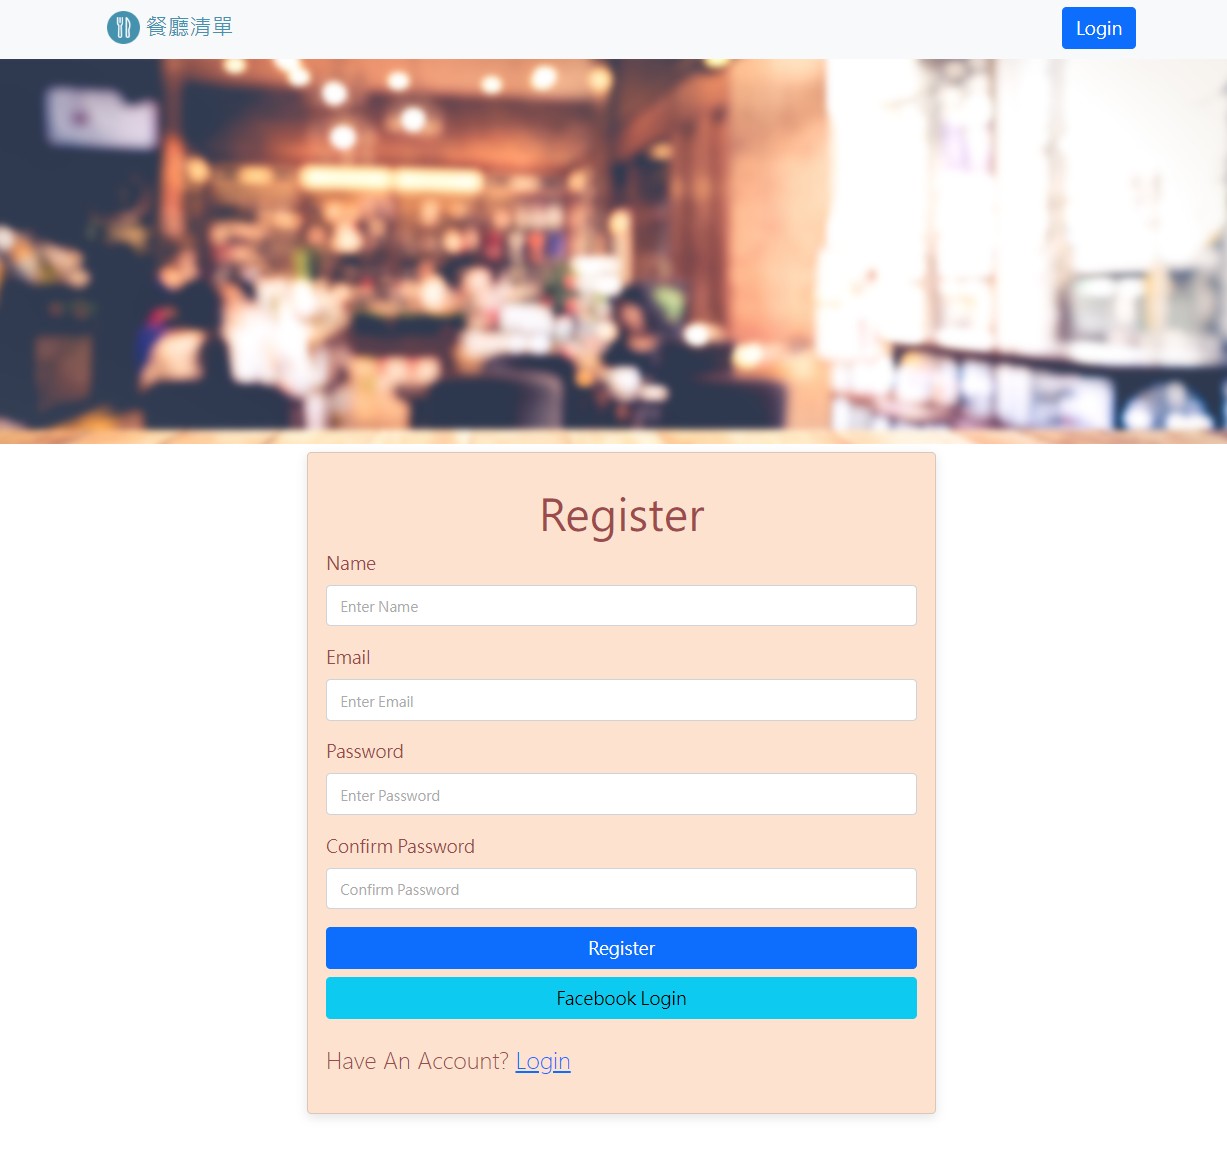 餐廳清單
Login
Register
Name
Enter Name
Email
Enter Email
Password
Enter Password
Confirm Password
Confirm Password
Register
Facebook Login
Have An Account? Login